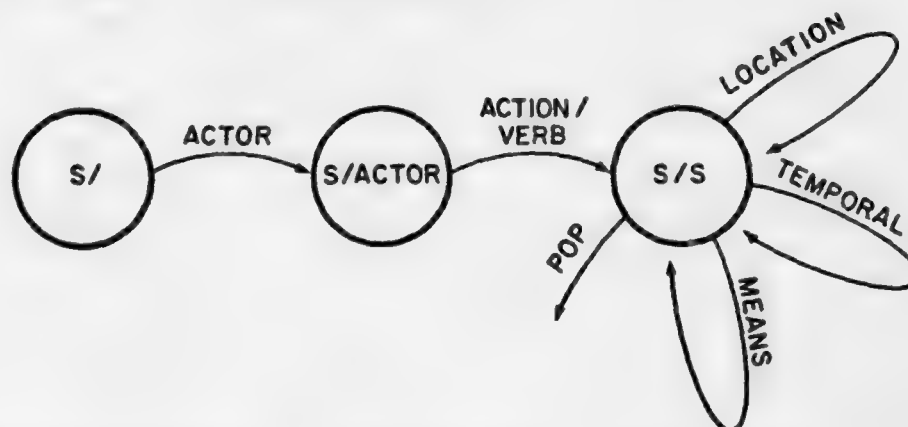 S/
ACTOR
S/ACTOR
ACTION/
VERB
S/S
LOCATION
TEMPORAL
MEANS
POP